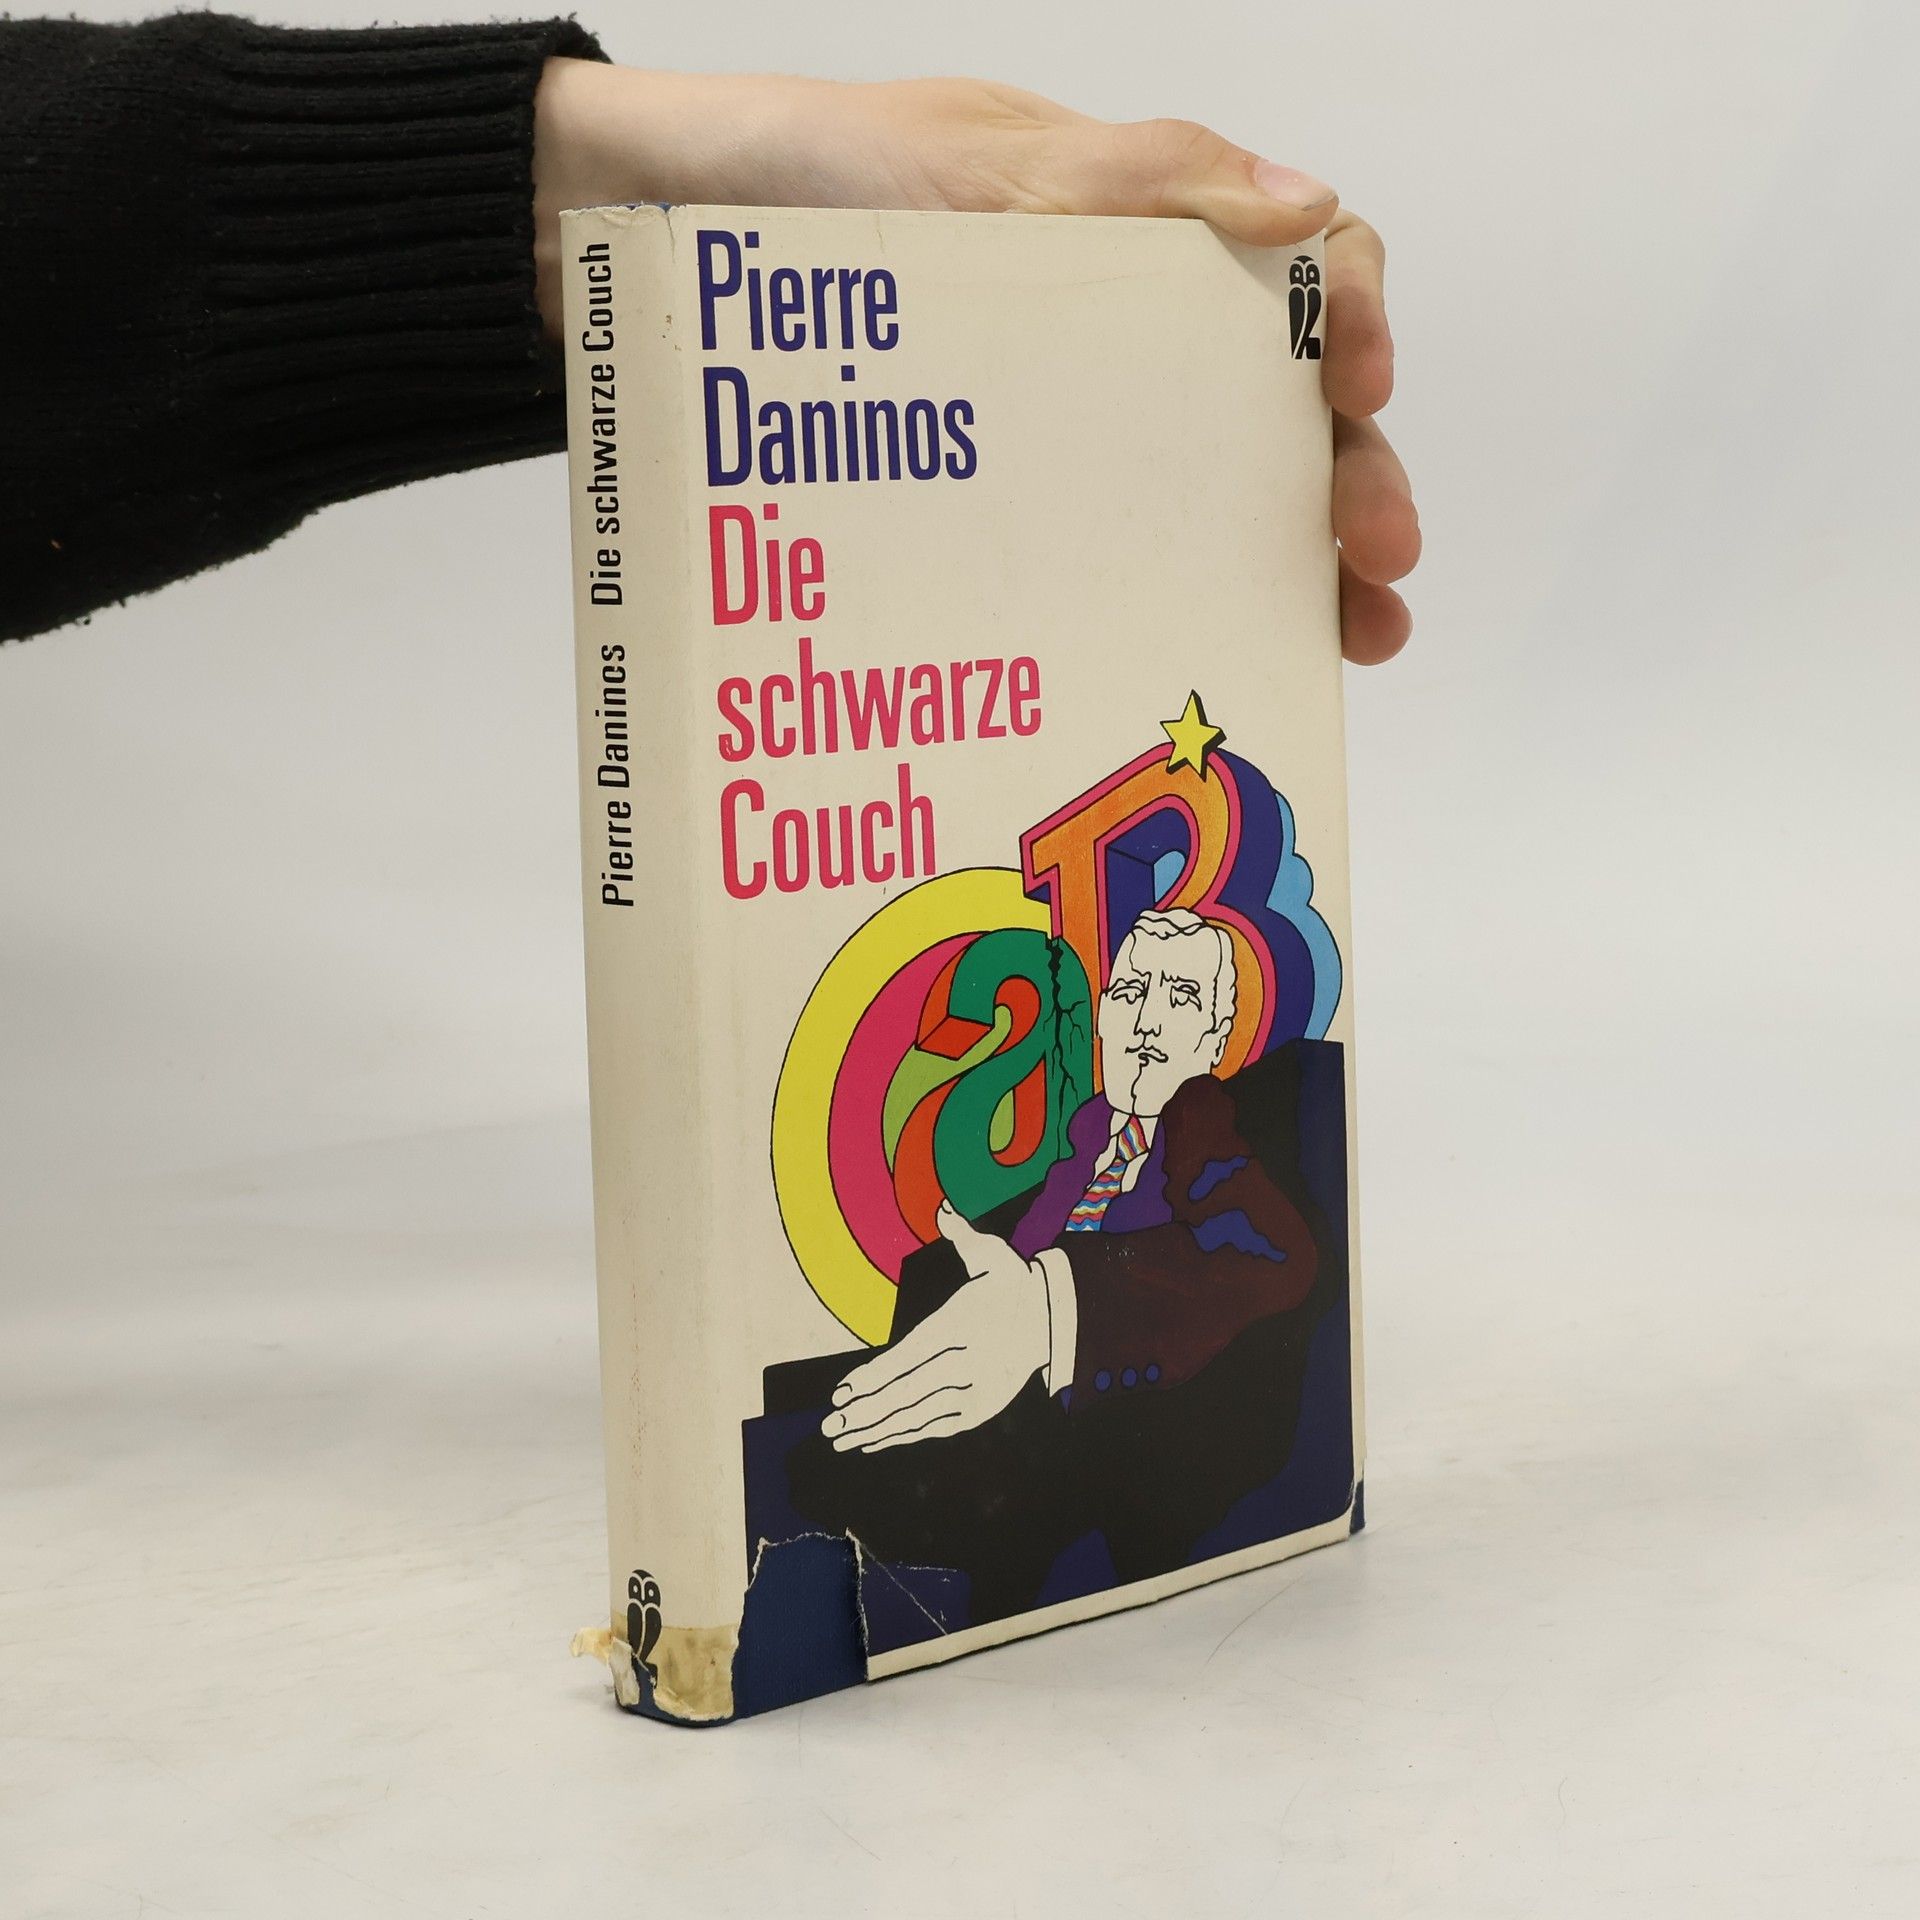 Pierre Daninos Die schwarze Couch
Pierre
Daninos
Die
schwarze
Couch
a
B